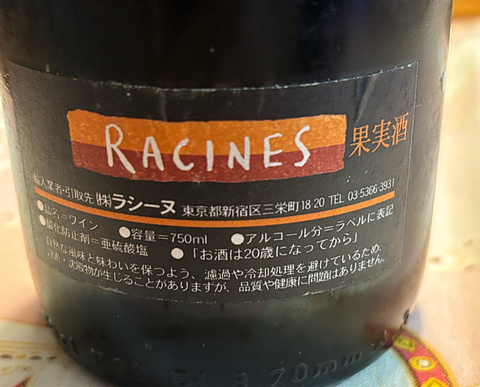 RACINES 果実酒
輸入業者・引取先 ㈱ラシーヌ 東京都新宿区三栄町18-20 TEL 03-5366-3931
●品名=ワイン ●容量=750ml ●アルコール分=ラベルに表記
●酸化防止剤=亜硫酸塩 ●「お酒は20歳になってから」
自然な風味と味わいを保つよう、濾過や冷却処理を避けているため、
沈殿物が生じることがありますが、品質や健康に問題はありません。
70mm